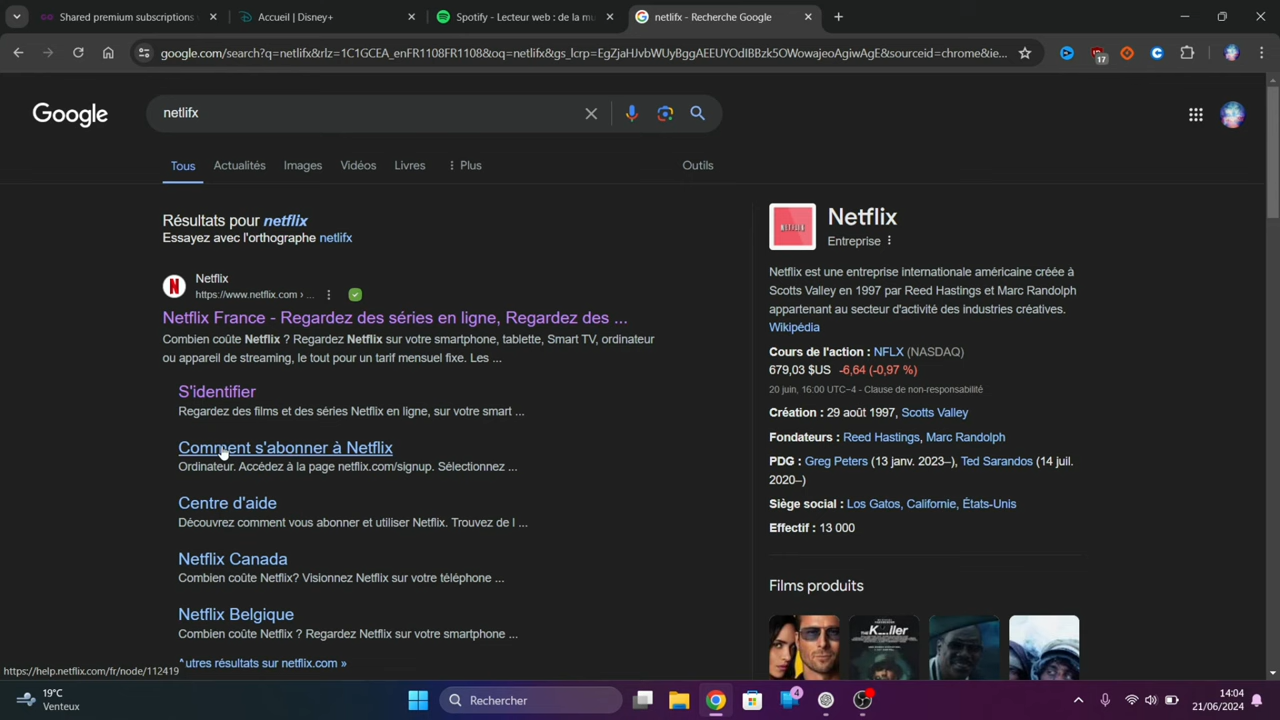 Shared premium subscriptions
Accueil | Disney+
Spotify - Lecteur web : de la mu
netlifx - Recherche Google
google.com/search?q=netlifx&rlz=1C1GCEA_enFR1108FR1108&oq=netlifx&gs_lcrp=EgZjaHJvbWUyBggAEEUYOdIBBzk5OWowajeoAgiwAgE&sourceid=chrome&ie...
17
Google
netlifx
Tous
Actualités
Images
Vidéos
Livres
Plus
Outils
Résultats pour netflix
Essayez avec l'orthographe netlifx
Netflix
https://www.netflix.com › ...
Netflix France - Regardez des séries en ligne, Regardez des ...
Combien coûte Netflix ? Regardez Netflix sur votre smartphone, tablette, Smart TV, ordinateur
ou appareil de streaming, le tout pour un tarif mensuel fixe. Les ...
S'identifier
Regardez des films et des séries Netflix en ligne, sur votre smart ...
Comment s'abonner à Netflix
Ordinateur. Accédez à la page netflix.com/signup. Sélectionnez ...
Centre d'aide
Découvrez comment vous abonner et utiliser Netflix. Trouvez de l ...
Netflix Canada
Combien coûte Netflix? Visionnez Netflix sur votre téléphone ...
Netflix Belgique
Combien coûte Netflix ? Regardez Netflix sur votre smartphone ...
utres résultats sur netflix.com »
https://help.netflix.com/fr/node/112419
NETFLIX
Netflix
Entreprise
Netflix est une entreprise internationale américaine créée à
Scotts Valley en 1997 par Reed Hastings et Marc Randolph
appartenant au secteur d'activité des industries créatives.
Wikipédia
Cours de l'action : NFLX (NASDAQ)
679,03 $US -6,64 (-0,97 %)
20 juin, 16:00 UTC−4 - Clause de non-responsabilité
Création : 29 août 1997, Scotts Valley
Fondateurs : Reed Hastings, Marc Randolph
PDG : Greg Peters (13 janv. 2023–), Ted Sarandos (14 juil.
2020–)
Siège social : Los Gatos, Californie, États-Unis
Effectif : 13 000
Films produits
19°C
Venteux
Rechercher
4
14:04
21/06/2024